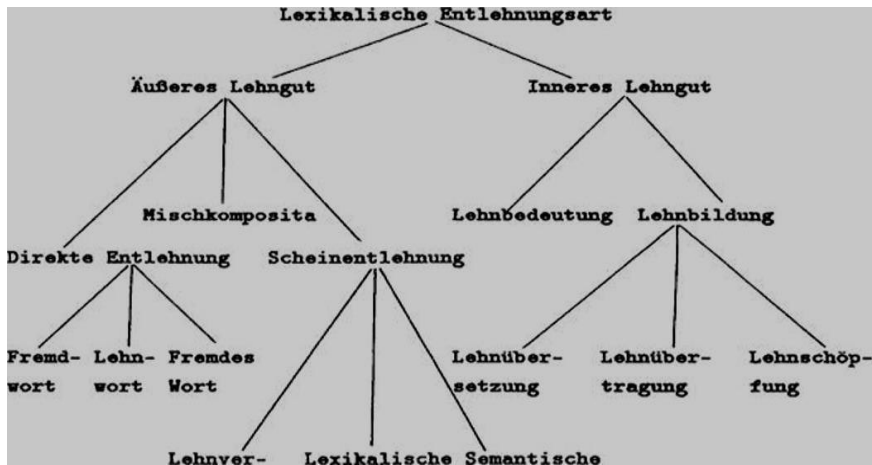 Lexikalische Entlehnungsart
Äußeres Lehngut
Inneres Lehngut
Mischkomposita
Lehnbedeutung
Lehnbildung
Direkte Entlehnung
Scheinentlehnung
Fremd-
wort
Lehn-
wort
Fremdes
Wort
Lehnüber-
setzung
Lehnüber-
tragung
Lehnschöp-
fung
Lehnver-
Lexikalische
Semantische